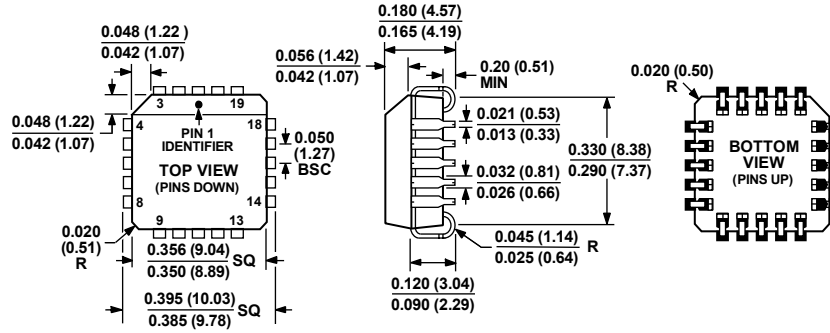 0.048 (1.22)
0.042 (1.07)
0.048 (1.22)
0.042 (1.07)
3
19
4
18
PIN 1
IDENTIFIER
TOP VIEW
(PINS DOWN)
8
14
9
13
0.050
(1.27)
BSC
0.020
(0.51)
R
0.356 (9.04)
0.350 (8.89)
SQ
0.395 (10.03)
0.385 (9.78)
SQ
0.180 (4.57)
0.165 (4.19)
0.056 (1.42)
0.042 (1.07)
0.20 (0.51)
MIN
0.021 (0.53)
0.013 (0.33)
0.032 (0.81)
0.026 (0.66)
0.330 (8.38)
0.290 (7.37)
0.045 (1.14)
0.025 (0.64)
R
0.120 (3.04)
0.090 (2.29)
0.020 (0.50)
R
BOTTOM
VIEW
(PINS UP)